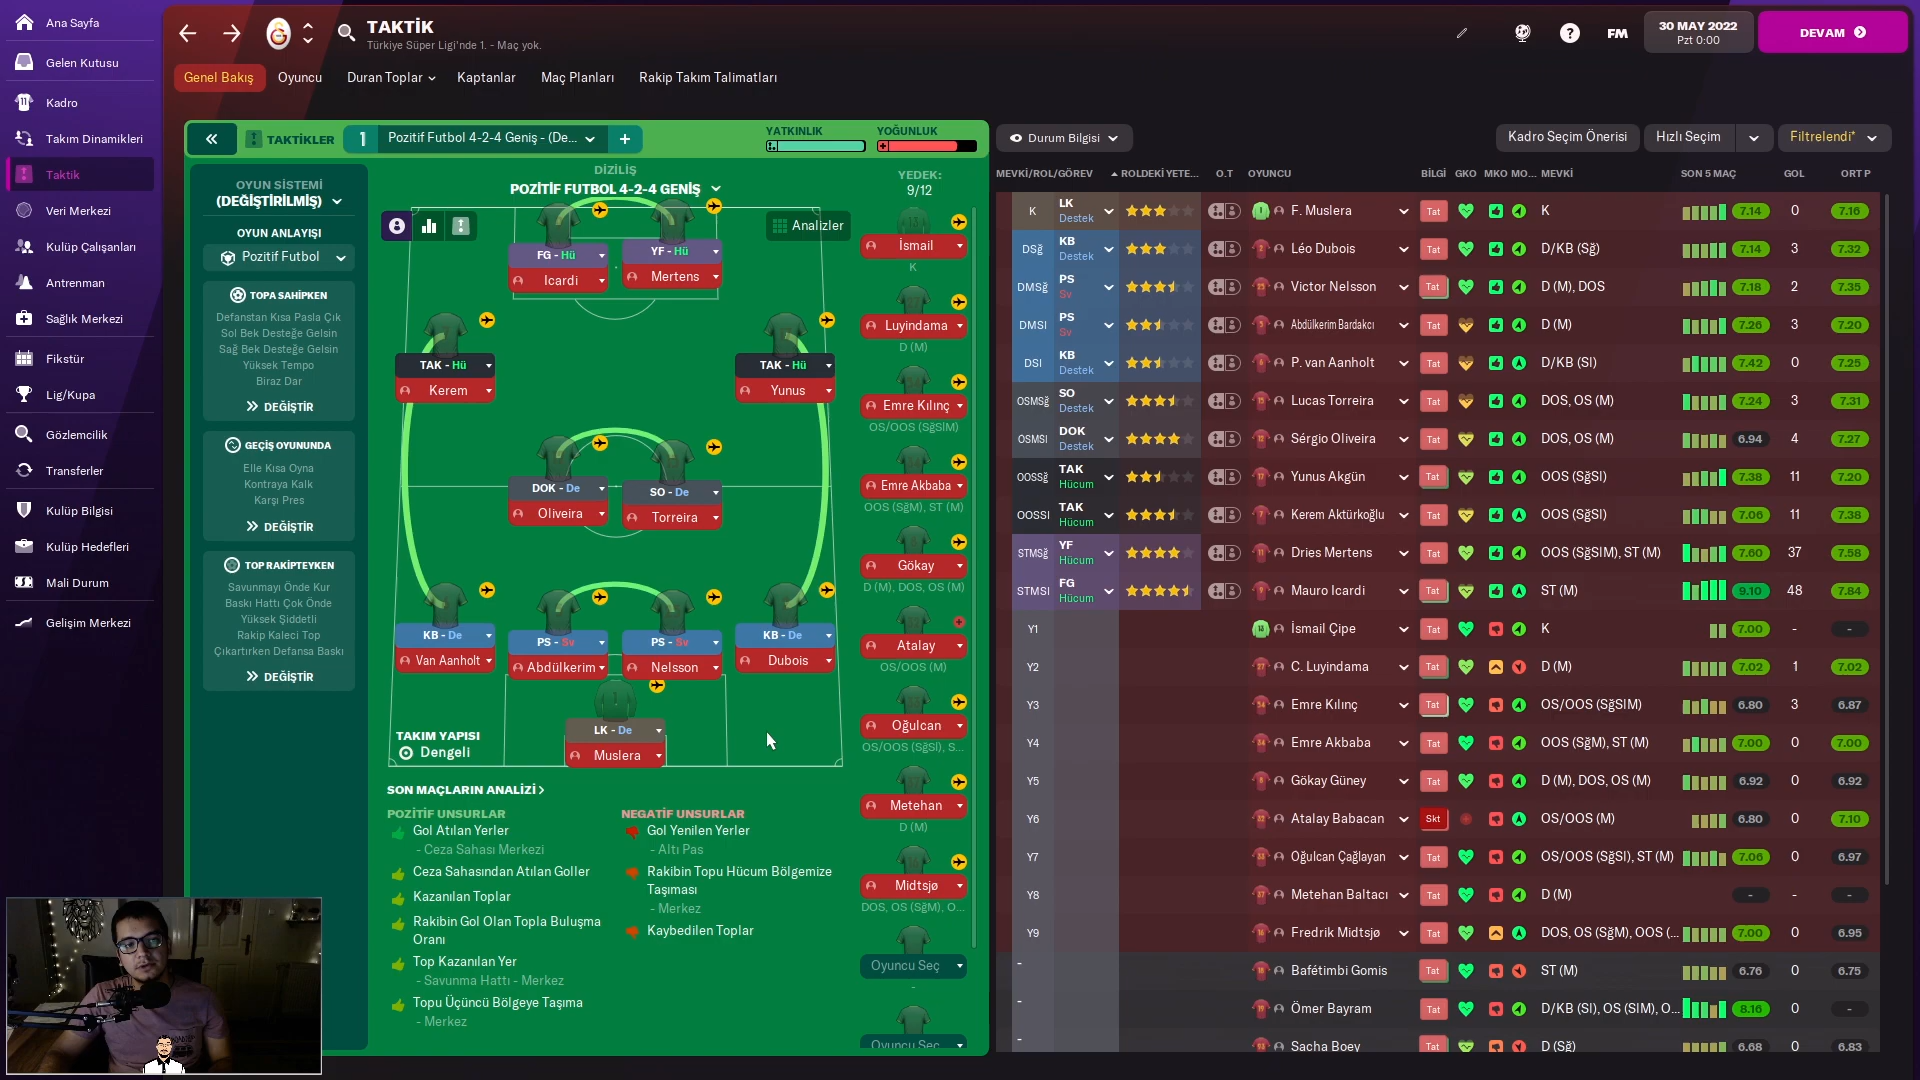 Ana Sayfa
Gelen Kutusu
Kadro
Takım Dinamikleri
Taktik
Veri Merkezi
Kulüp Çalışanları
Antrenman
Sağlık Merkezi
Fikstür
Lig/Kupa
Gözlemcilik
Transferler
Kulüp Bilgisi
Kulüp Hedefleri
Mali Durum
Gelişim Merkezi
TAKTİK
Türkiye Süper Ligi'nde 1. - Maç yok.
FM
30 MAY 2022
Pzt 0:00
DEVAM
Genel Bakış
Oyuncu
Duran Toplar
Kaptanlar
Maç Planları
Rakip Takım Talimatları
TAKTİKLER
1
Pozitif Futbol 4-2-4 Geniş - (De...
YATKINLIK
YOĞUNLUK
OYUN SİSTEMİ
(DEĞİŞTİRİLMİŞ)
OYUN ANLAYIŞI
Pozitif Futbol
TOPA SAHİPKEN
Defanstan Kısa Pasla Çık
Sol Bek Desteğe Gelsin
Sağ Bek Desteğe Gelsin
Yüksek Tempo
Biraz Dar
DEĞİŞTİR
GEÇİŞ OYUNUNDA
Elle Kısa Oyna
Kontraya Kalk
Karşı Pres
DEĞİŞTİR
TOP RAKİPTEYKEN
Savunmayı Önde Kur
Baskı Hattı Çok Önde
Yüksek Şiddetli
Rakip Kaleci Top
Çıkartırken Defansa Baskı
DEĞİŞTİR
DİZİLİŞ
POZİTİF FUTBOL 4-2-4 GENİŞ
Analizler
FG - Hü
Icardi
YF - Hü
Mertens
TAK - Hü
Kerem
TAK - Hü
Yunus
DOK - De
Oliveira
SO - De
Torreira
KB - De
Van Aanholt
PS - Sv
Abdülkerim
PS - Sv
Nelsson
KB - De
Dubois
LK - De
Muslera
TAKIM YAPISI
Dengeli
SON MAÇLARIN ANALİZİ
POZİTİF UNSURLAR
Gol Atılan Yerler
- Ceza Sahası Merkezi
Ceza Sahasından Atılan Goller
Kazanılan Toplar
Rakibin Gol Olan Topla Buluşma
Oranı
Top Kazanılan Yer
- Savunma Hattı - Merkez
Topu Üçüncü Bölgeye Taşıma
- Merkez
NEGATİF UNSURLAR
Gol Yenilen Yerler
- Altı Pas
Rakibin Topu Hücum Bölgemize
Taşıması
- Merkez
Kaybedilen Toplar
YEDEK:
9/12
İsmail
K
Luyindama
D (M)
Emre Kılınç
OS/OOS (SğSlM)
Emre Akbaba
OOS (SğM), ST (M)
Gökay
D (M), DOS, OS (M)
Atalay
OS/OOS (M)
Oğulcan
OS/OOS (SğSl), S...
Metehan
D (M)
Midtsjø
DOS, OS (SğM), O...
Oyuncu Seç
-
Oyuncu Seç
Durum Bilgisi
Kadro Seçim Önerisi
Hızlı Seçim
Filtrelendi*
MEVKİ/ROL/GÖREV ROLDEKİ YETE... O.T OYUNCU BİLGİ GKO MKO MO... MEVKİ SON 5 MAÇ GOL ORT P
K LK Destek F. Muslera Tat K 7.14 0 7.16
DSğ KB Destek Léo Dubois Tat D/KB (Sğ) 7.14 3 7.32
DMSğ PS Sv Victor Nelsson Tat D (M), DOS 7.18 2 7.35
DMSl PS Sv Abdülkerim Bardakcı Tat D (M) 7.26 3 7.20
DSl KB Destek P. van Aanholt Tat D/KB (Sl) 7.42 0 7.25
OSMSğ SO Destek Lucas Torreira Tat DOS, OS (M) 7.24 3 7.31
OSMSl DOK Destek Sérgio Oliveira Tat DOS, OS (M) 6.94 4 7.27
OOSSğ TAK Hücum Yunus Akgün Tat OOS (SğSl) 7.38 11 7.20
OOSSl TAK Hücum Kerem Aktürkoğlu Tat OOS (SğSl) 7.06 11 7.38
STMSğ YF Hücum Dries Mertens Tat OOS (SğSlM), ST (M) 7.60 37 7.58
STMSl FG Hücum Mauro Icardi Tat ST (M) 9.10 48 7.84
Y1 İsmail Çipe Tat K 7.00 - -
Y2 C. Luyindama Tat D (M) 7.02 1 7.02
Y3 Emre Kılınç Tat OS/OOS (SğSlM) 6.80 3 6.87
Y4 Emre Akbaba Tat OOS (SğM), ST (M) 7.00 0 7.00
Y5 Gökay Güney Tat D (M), DOS, OS (M) 6.92 0 6.92
Y6 Atalay Babacan Skt OS/OOS (M) 6.80 0 7.10
Y7 Oğulcan Çağlayan Tat OS/OOS (SğSl), ST (M) 7.06 0 6.97
Y8 Metehan Baltacı Tat D (M) - - -
Y9 Fredrik Midtsjø Tat DOS, OS (SğM), OOS (... 7.00 0 6.95
- Bafétimbi Gomis Tat ST (M) 6.76 0 6.75
- Ömer Bayram Tat D/KB (Sl), OS (SlM), O... 8.16 0 -
- Sacha Boey Tat D (Sğ) 6.68 0 6.83